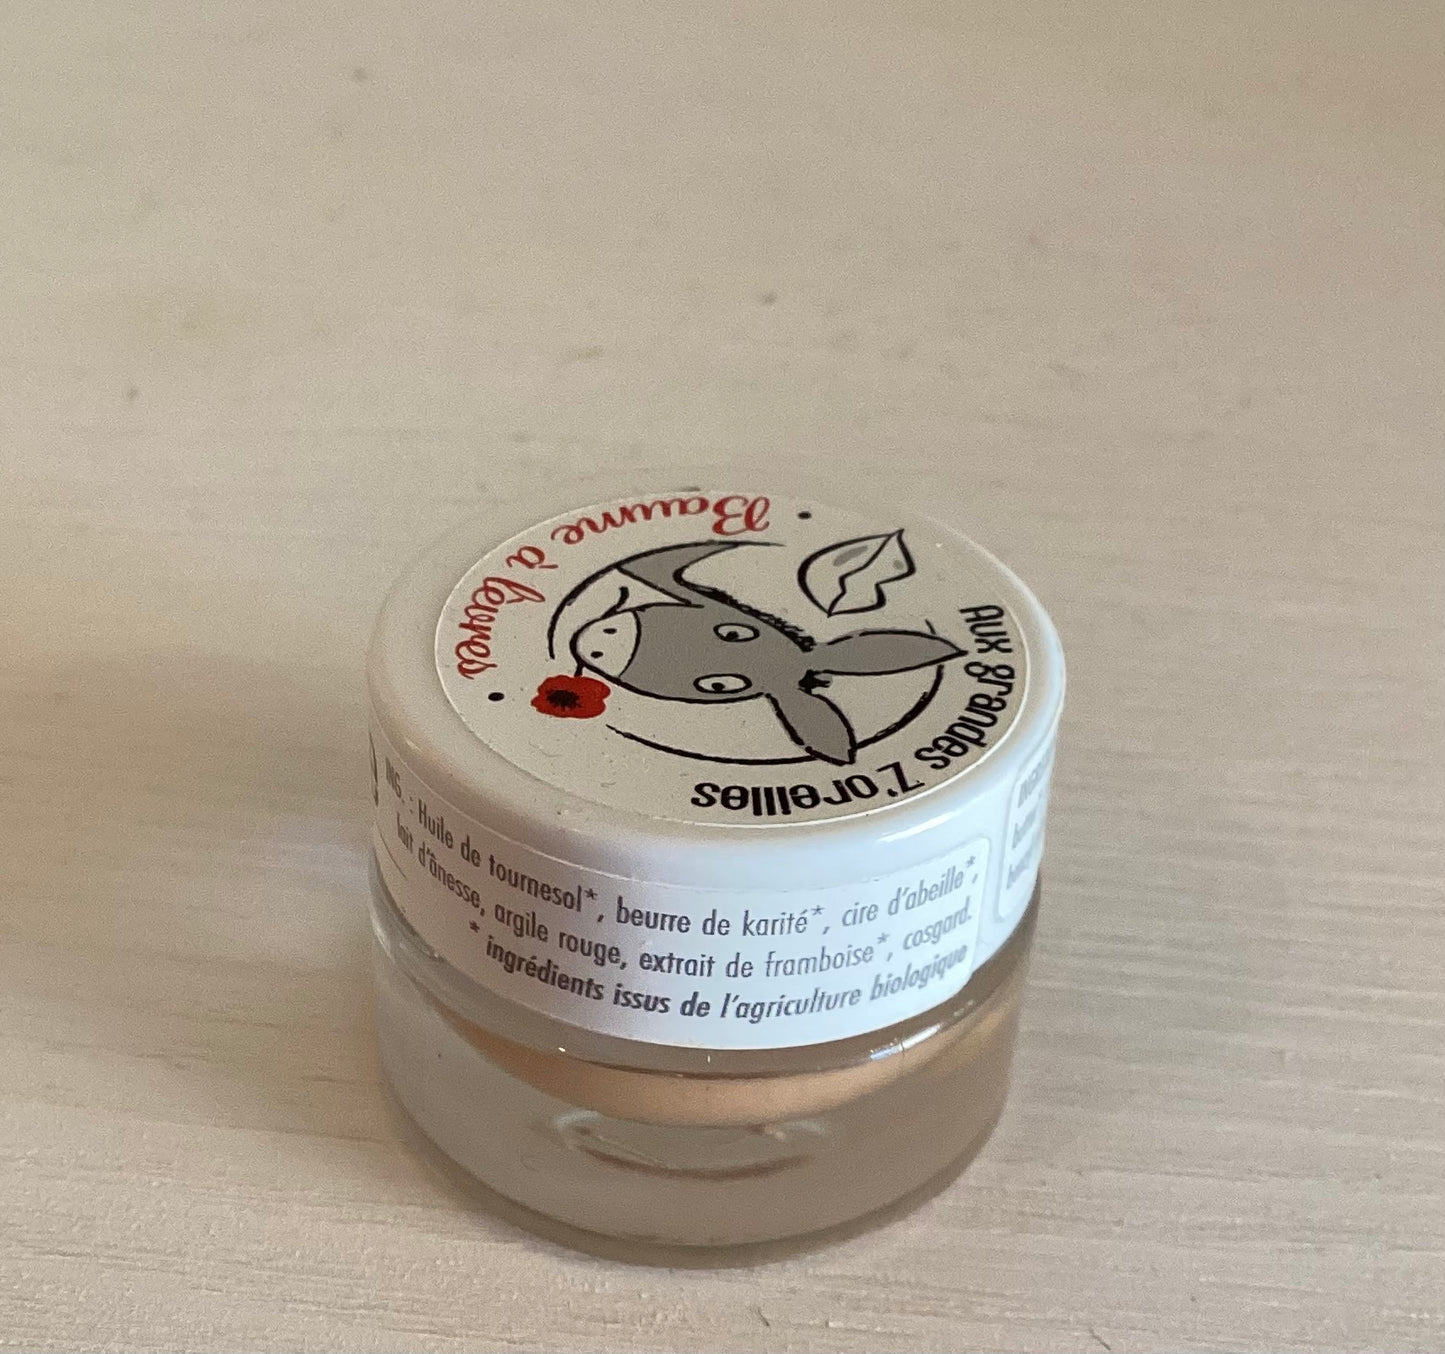 Baume à lèvres
Aux grandes Z'oreilles
ING. : Huile de tournesol*, beurre de karité*, cire d'abeille*,
lait d'ânesse, argile rouge, extrait de framboise*, cosgard.
* ingrédients issus de l'agriculture biologique